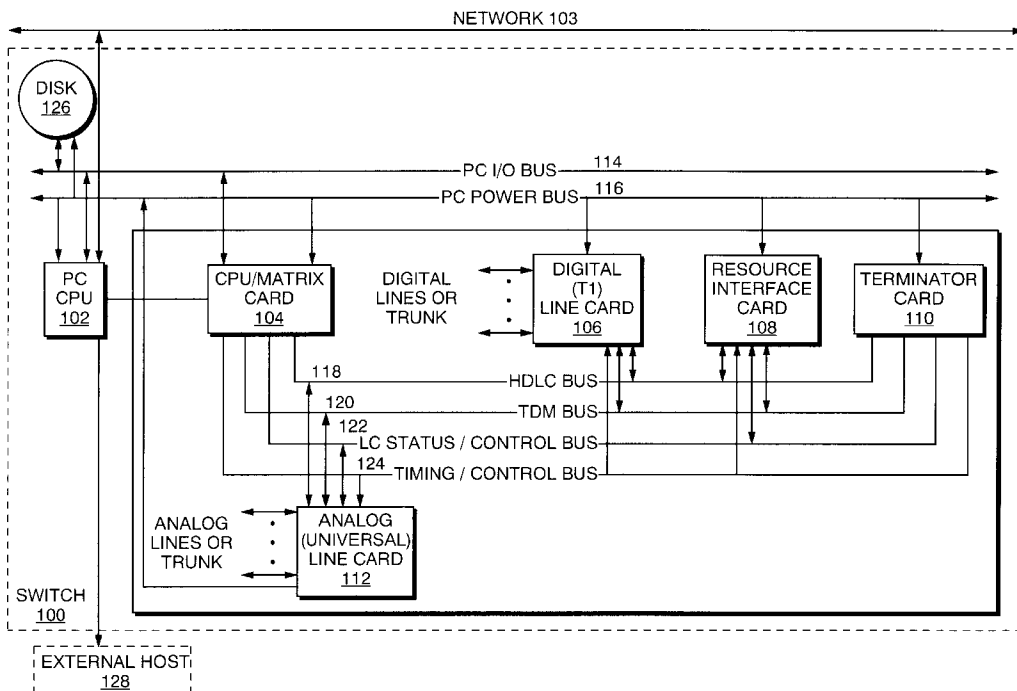 NETWORK 103
DISK
126
PC I/O BUS 114
PC POWER BUS 116
PC
CPU
102
CPU/MATRIX
CARD
104
DIGITAL
LINES OR
TRUNK
DIGITAL
(T1)
LINE CARD
106
RESOURCE
INTERFACE
CARD
108
TERMINATOR
CARD
110
118
HDLC BUS
120
TDM BUS
122
LC STATUS / CONTROL BUS
124
TIMING / CONTROL BUS
ANALOG
LINES OR
TRUNK
ANALOG
(UNIVERSAL)
LINE CARD
112
SWITCH
100
EXTERNAL HOST
128